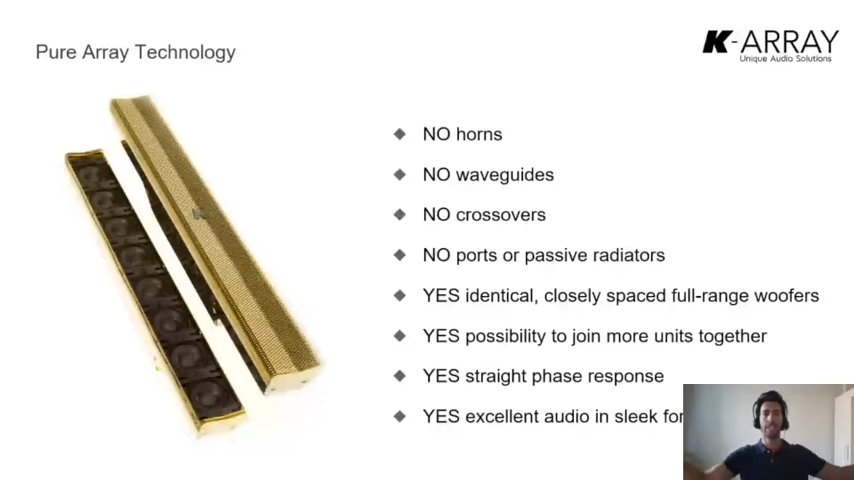 Pure Array Technology
K-ARRAY
Unique Audio Solutions
NO horns
NO waveguides
NO crossovers
NO ports or passive radiators
YES identical, closely spaced full-range woofers
YES possibility to join more units together
YES straight phase response
YES excellent audio in sleek